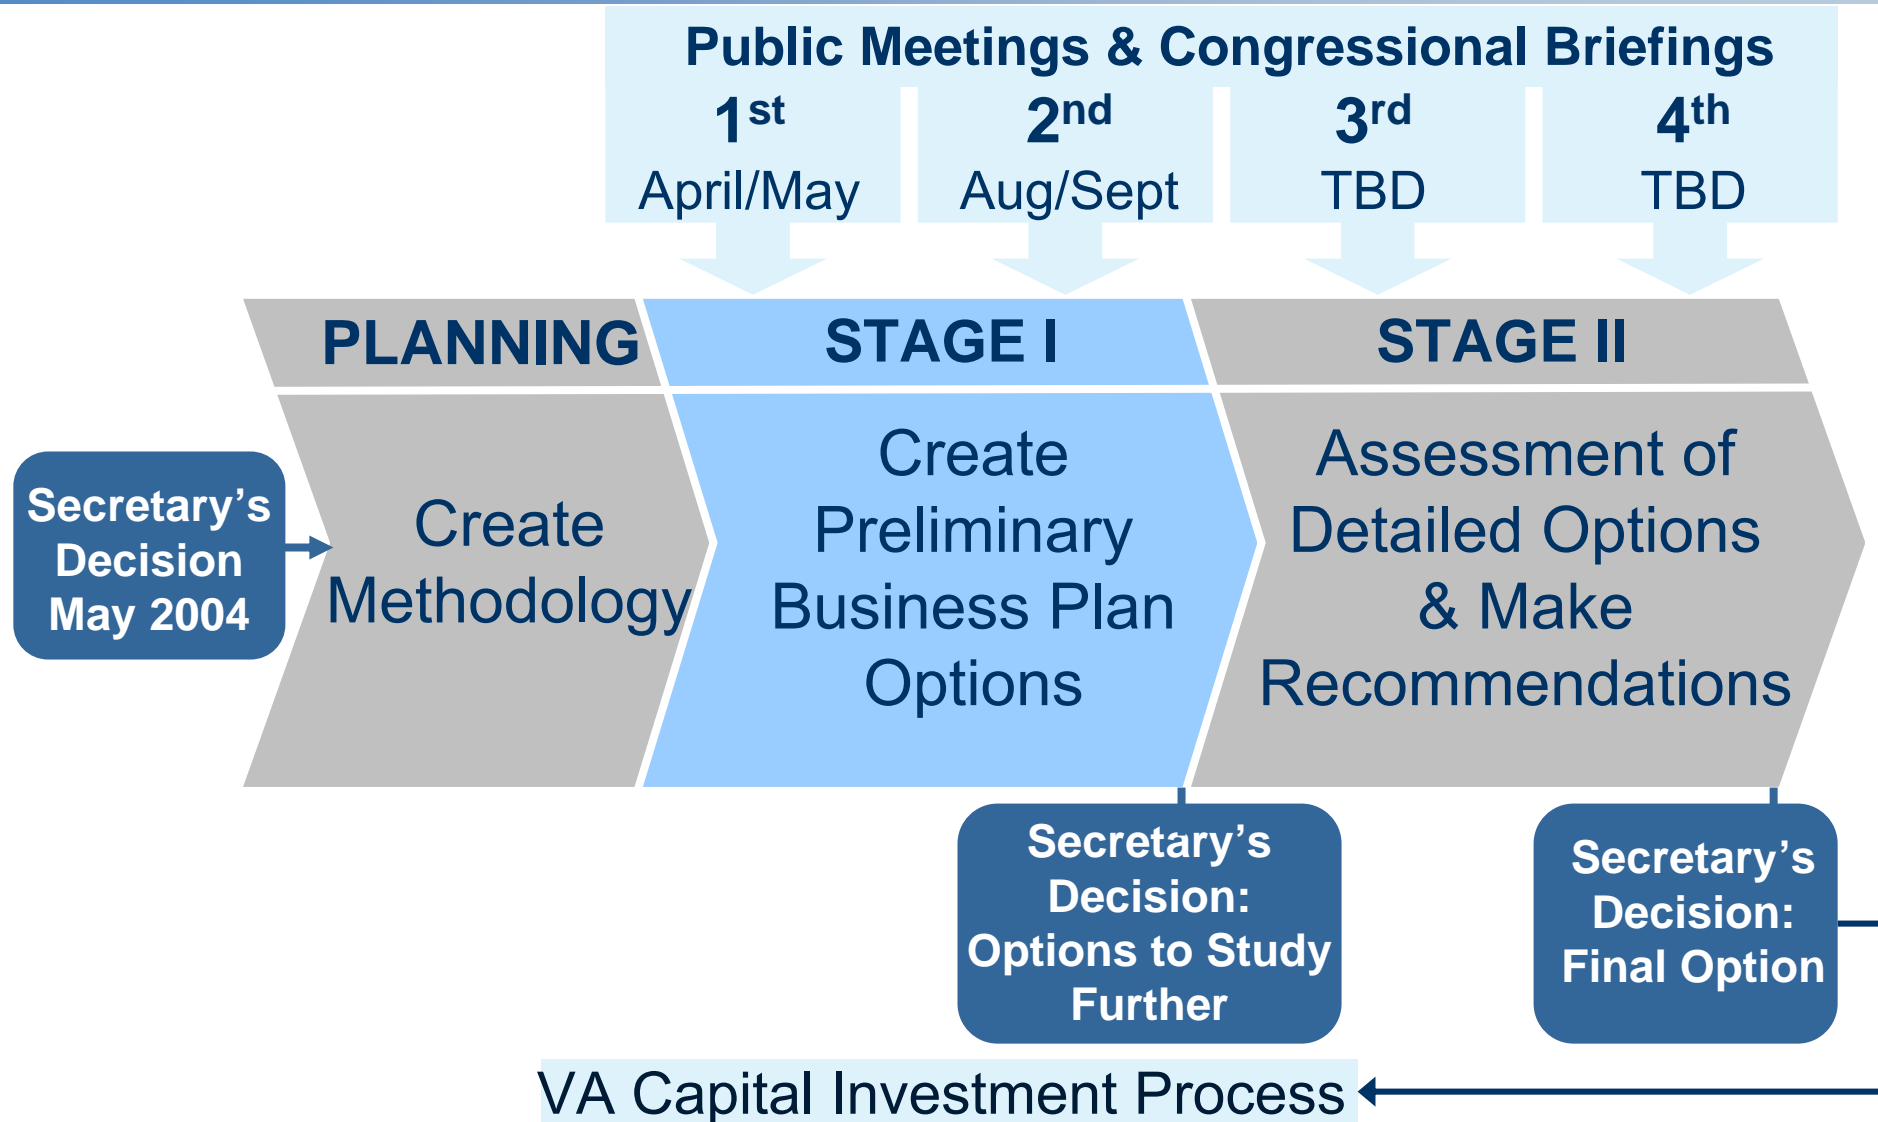 Public Meetings & Congressional Briefings
1st
April/May
2nd
Aug/Sept
3rd
TBD
4th
TBD
PLANNING
STAGE I
STAGE II
Secretary’s
Decision
May 2004
Create
Methodology
Create
Preliminary
Business Plan
Options
Assessment of
Detailed Options
& Make
Recommendations
Secretary’s
Decision:
Options to Study
Further
Secretary’s
Decision:
Final Option
VA Capital Investment Process